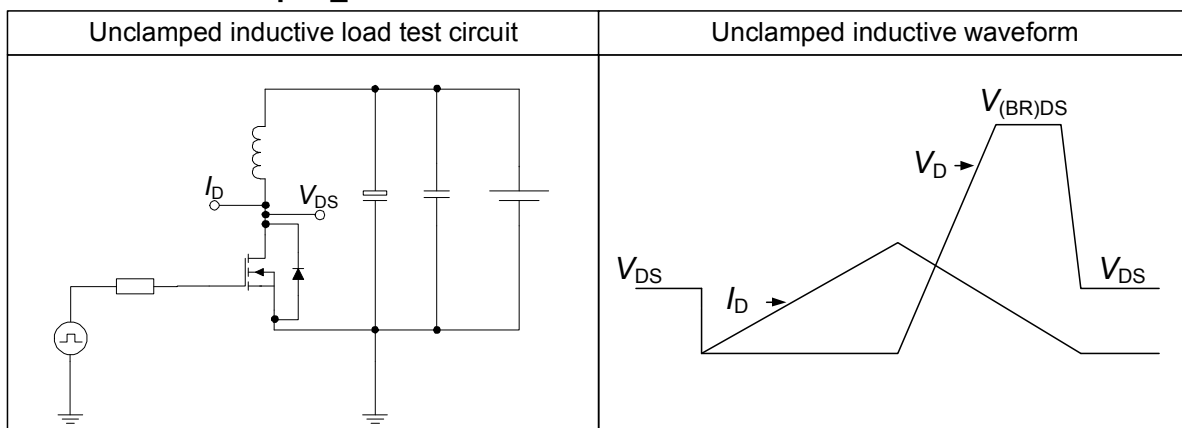 Unclamped inductive load test circuit
Unclamped inductive waveform
I_D
V_DS
V_(BR)DS
V_D
V_DS
I_D
V_DS